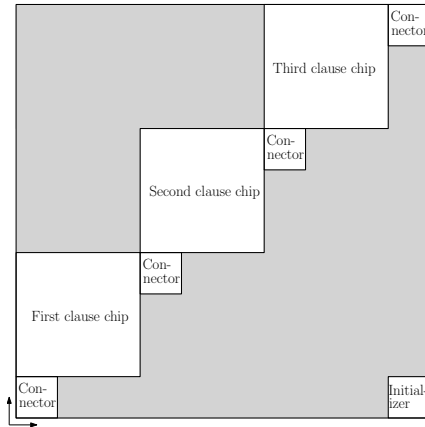 Con-
nector
Third clause chip
Con-
nector
Second clause chip
Con-
nector
First clause chip
Con-
nector
Initial-
izer